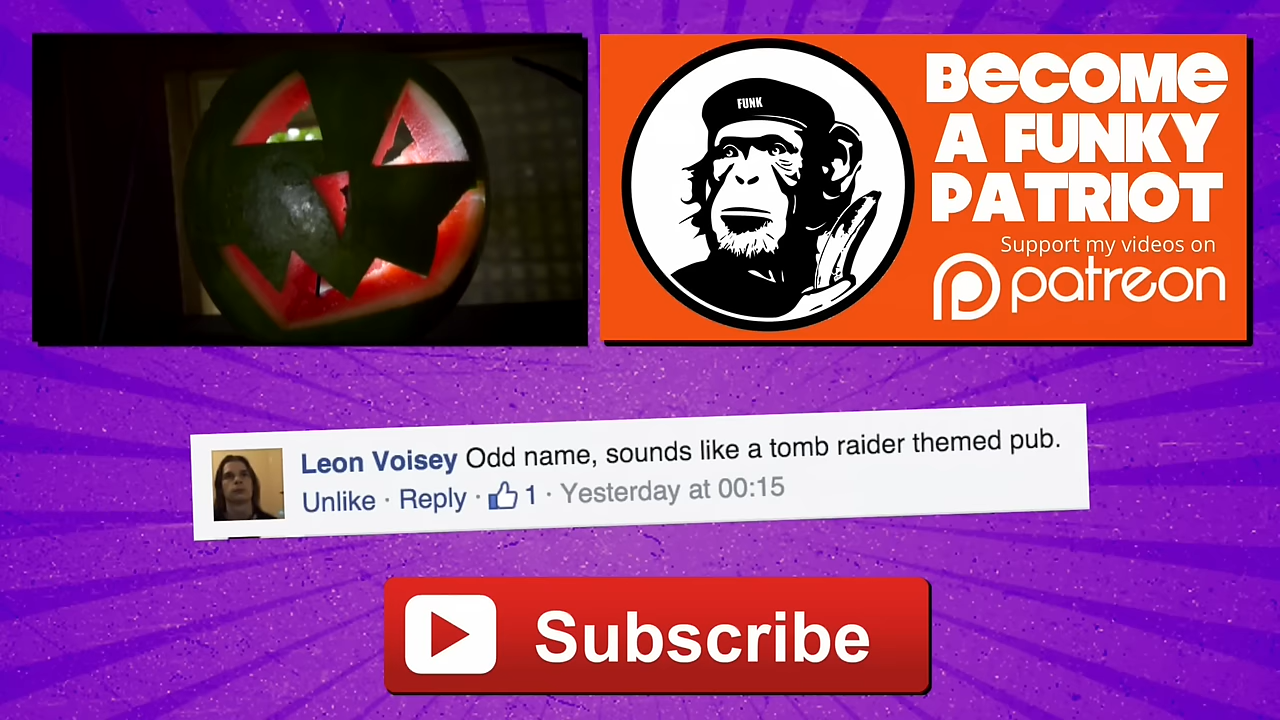 FUNK
BeCOMe
A FUNKY
PATRIOT
Support my videos on
patreon
Leon Voisey Odd name, sounds like a tomb raider themed pub.
Unlike · Reply · 1 · Yesterday at 00:15
Subscribe